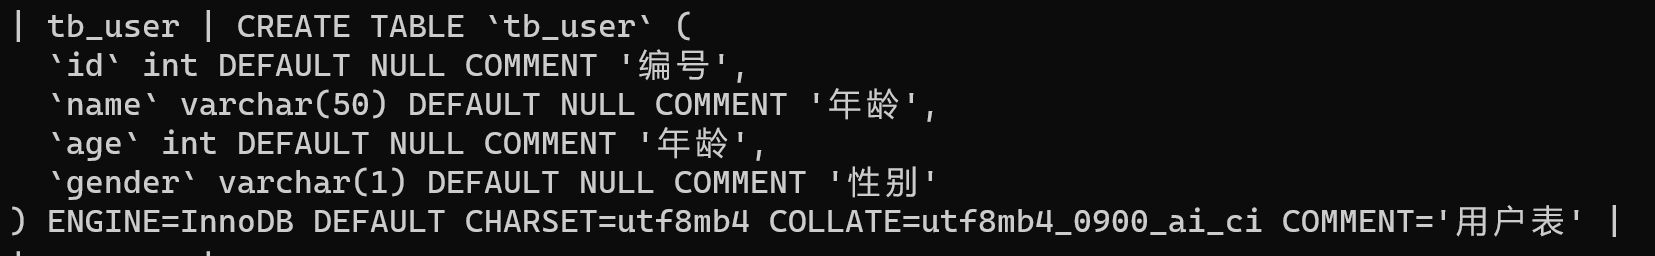 | tb_user | CREATE TABLE `tb_user` (
  `id` int DEFAULT NULL COMMENT '编号',
  `name` varchar(50) DEFAULT NULL COMMENT '年龄',
  `age` int DEFAULT NULL COMMENT '年龄',
  `gender` varchar(1) DEFAULT NULL COMMENT '性别'
) ENGINE=InnoDB DEFAULT CHARSET=utf8mb4 COLLATE=utf8mb4_0900_ai_ci COMMENT='用户表' |